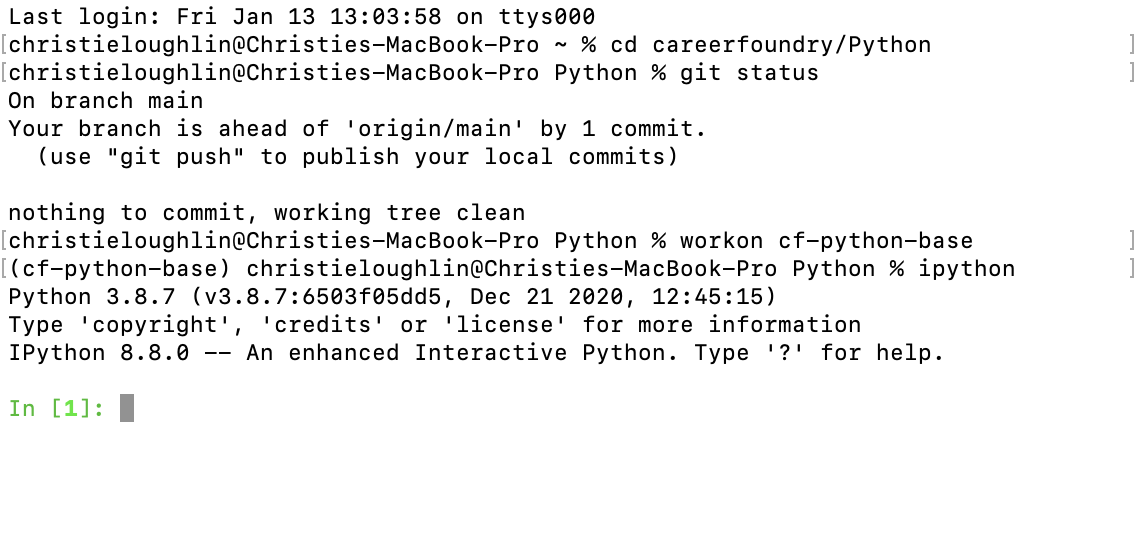 Last login: Fri Jan 13 13:03:58 on ttys000
[christieloughlin@Christies-MacBook-Pro ~ % cd careerfoundry/Python ]
[christieloughlin@Christies-MacBook-Pro Python % git status ]
On branch main
Your branch is ahead of 'origin/main' by 1 commit.
  (use "git push" to publish your local commits)

nothing to commit, working tree clean
[christieloughlin@Christies-MacBook-Pro Python % workon cf-python-base ]
[(cf-python-base) christieloughlin@Christies-MacBook-Pro Python % ipython ]
Python 3.8.7 (v3.8.7:6503f05dd5, Dec 21 2020, 12:45:15)
Type 'copyright', 'credits' or 'license' for more information
IPython 8.8.0 -- An enhanced Interactive Python. Type '?' for help.

In [1]: